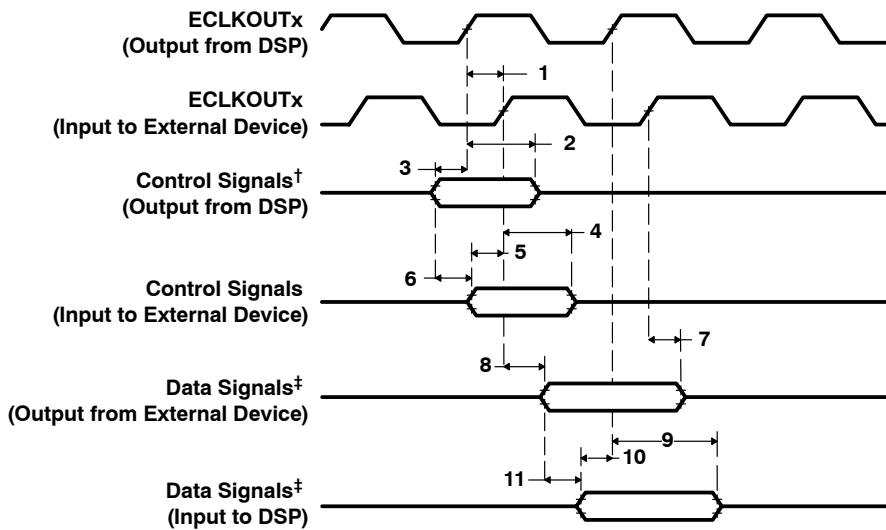 ECLKOUTx
(Output from DSP)
1
ECLKOUTx
(Input to External Device)
2
3
Control Signals†
(Output from DSP)
4
5
6
Control Signals
(Input to External Device)
7
8
Data Signals‡
(Output from External Device)
9
10
11
Data Signals‡
(Input to DSP)